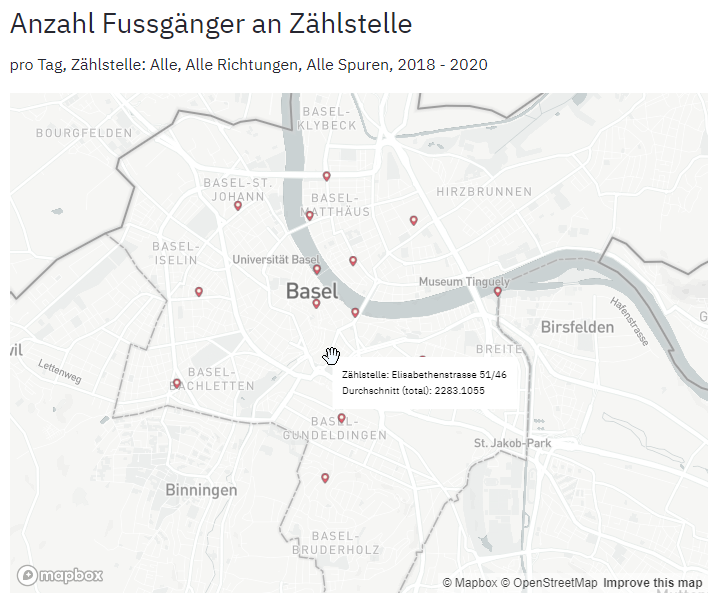 Anzahl Fussgänger an Zählstelle
pro Tag, Zählstelle: Alle, Alle Richtungen, Alle Spuren, 2018 - 2020
BASEL-
KLYBECK
BOURGFELDEN
BASEL-ST.
JOHANN
HIRZBRUNNEN
BASEL-
MATTHÄUS
BASEL-
ISELIN
Universität Basel
Museum Tinguely
Basel
Hafenstrasse
Birsfelden
BREITE
Lettenweg
Zählstelle: Elisabethenstrasse 51/46
Durchschnitt (total): 2283.1055
BASEL-
BACHLETTEN
BASEL-
GUNDELDINGEN
St. Jakob-Park
Binningen
BASEL-
BRUDERHOLZ
mapbox
© Mapbox © OpenStreetMap Improve this map